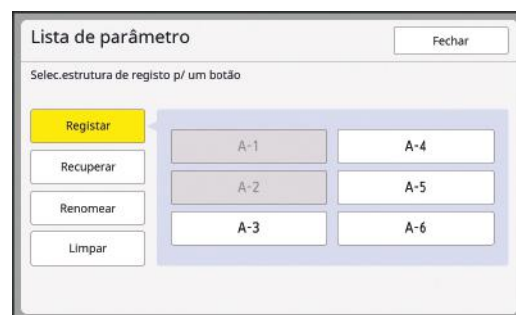 Lista de parâmetro
Fechar
Selec.estrutura de registo p/ um botão
Registar
Recuperar
Renomear
Limpar
A-1
A-4
A-2
A-5
A-3
A-6